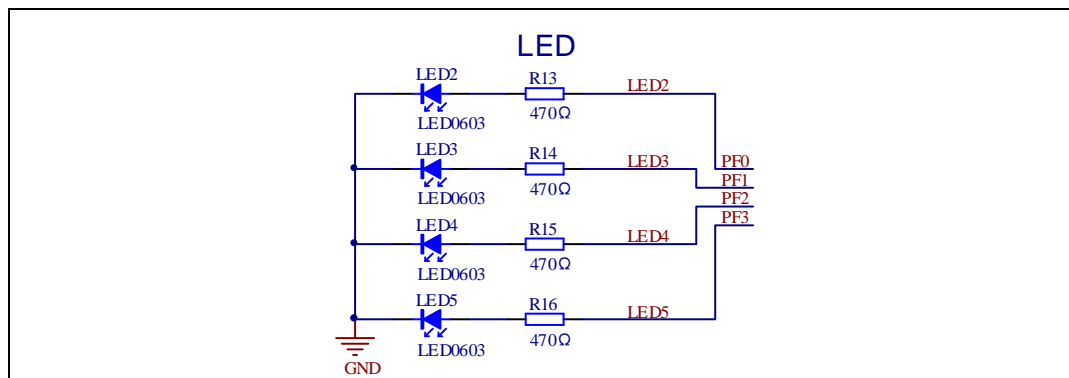 LED
LED2
R13
LED2
LED0603
470Ω
LED3
R14
LED3
PF0
LED0603
470Ω
PF1
PF2
LED4
R15
LED4
PF3
LED0603
470Ω
LED5
R16
LED5
LED0603
470Ω
GND